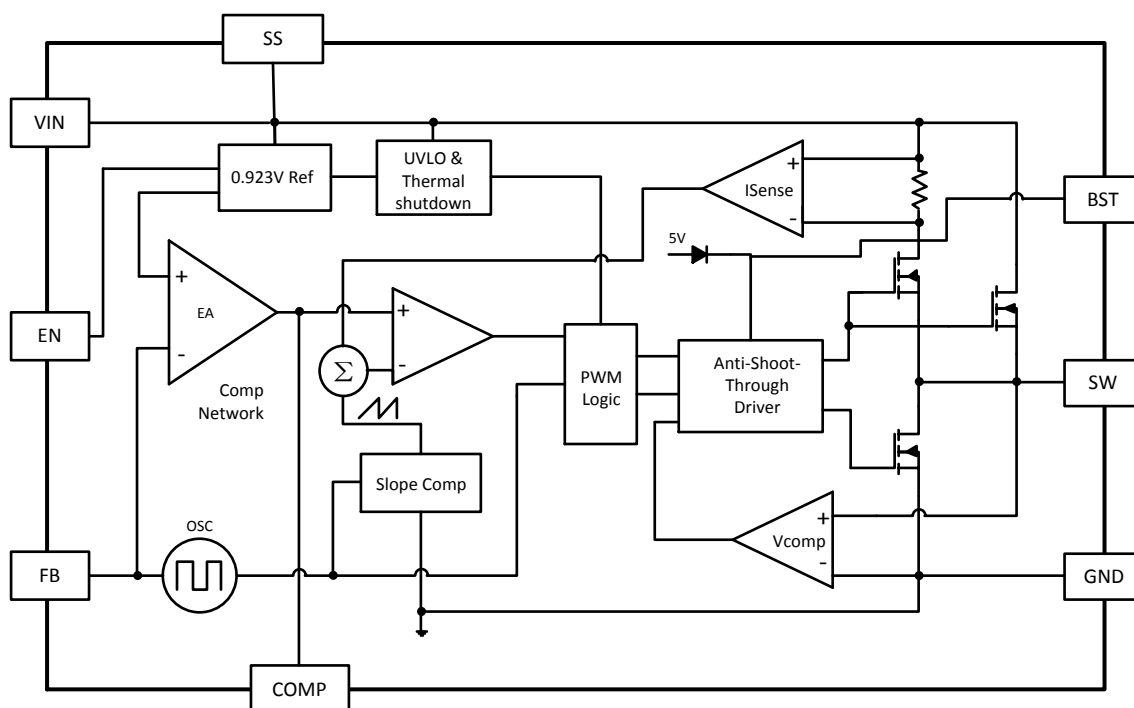 SS
VIN
0.923V Ref
UVLO &
Thermal
shutdown
+
ISense
-
BST
5V
+
EA
-
+
-
EN
Σ
PWM
Logic
Anti-Shoot-
Through
Driver
SW
Comp
Network
Slope Comp
OSC
+
Vcomp
-
FB
GND
COMP